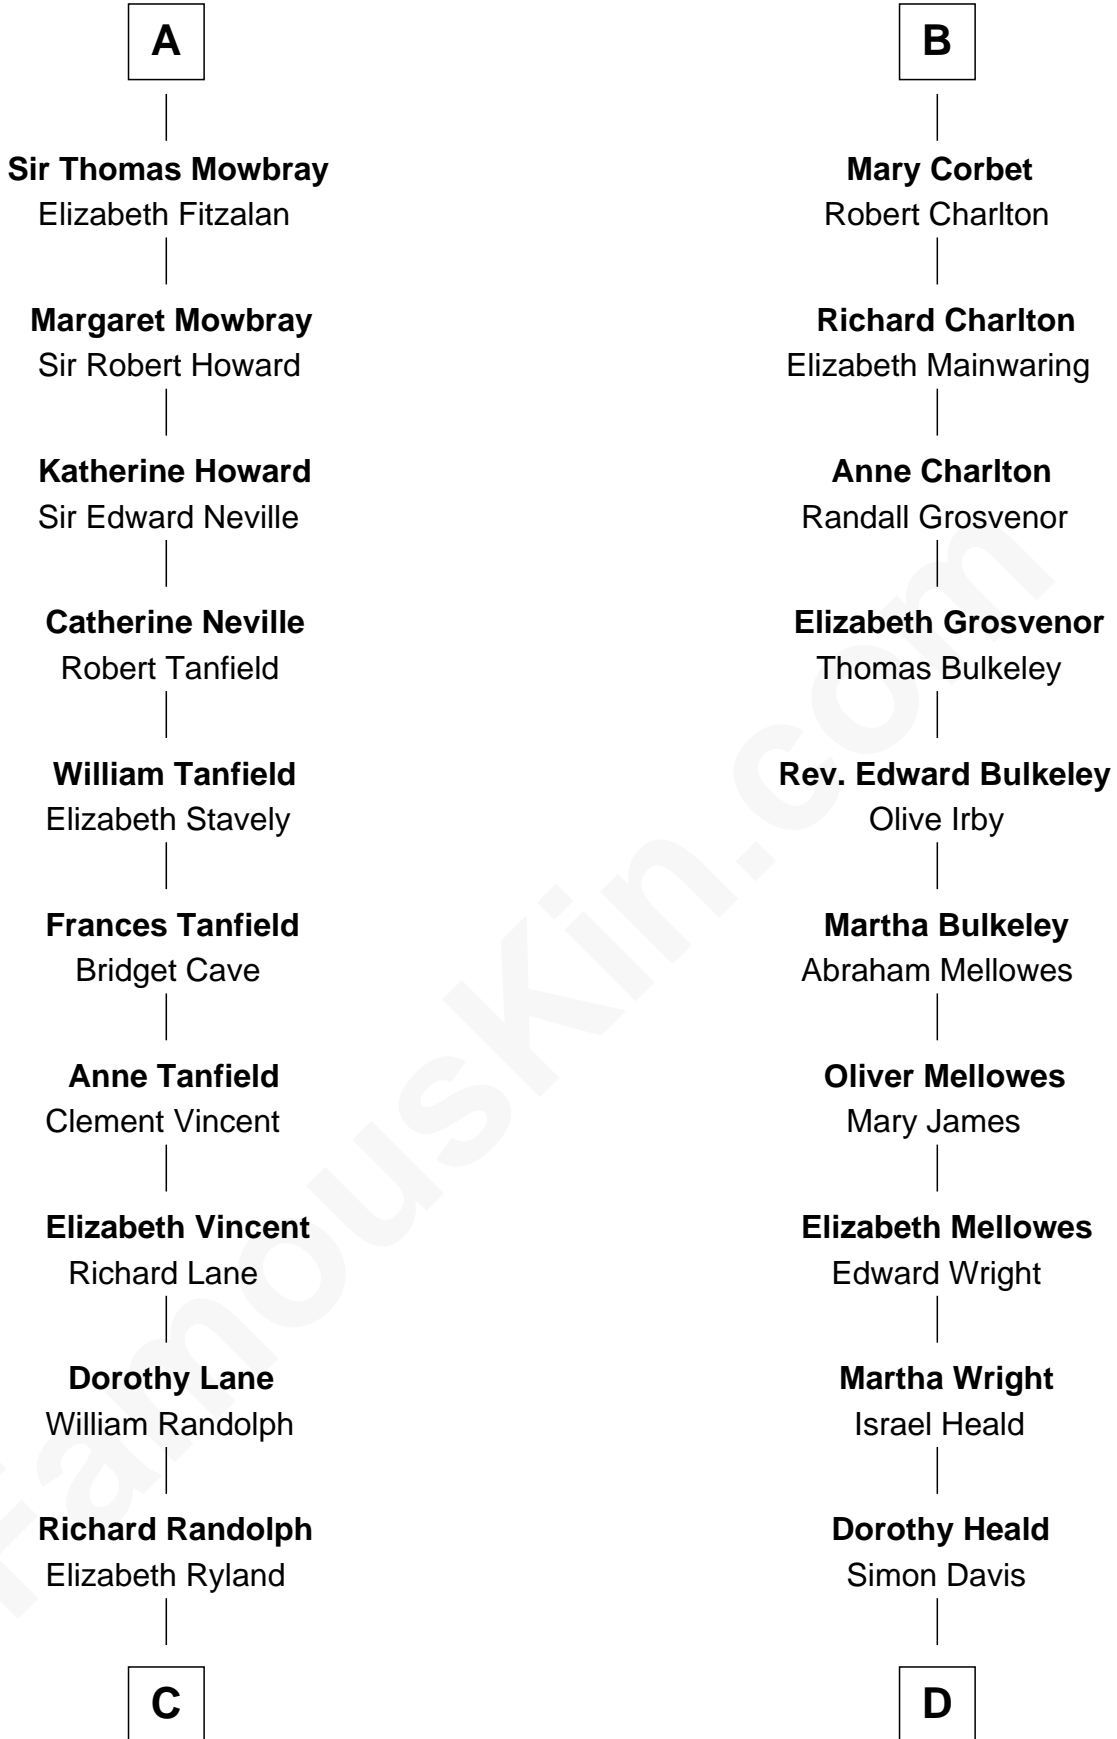 A
Sir Thomas Mowbray
Elizabeth Fitzalan
Margaret Mowbray
Sir Robert Howard
Katherine Howard
Sir Edward Neville
Catherine Neville
Robert Tanfield
William Tanfield
Elizabeth Stavely
Frances Tanfield
Bridget Cave
Anne Tanfield
Clement Vincent
Elizabeth Vincent
Richard Lane
Dorothy Lane
William Randolph
Richard Randolph
Elizabeth Ryland
C
B
Mary Corbet
Robert Charlton
Richard Charlton
Elizabeth Mainwaring
Anne Charlton
Randall Grosvenor
Elizabeth Grosvenor
Thomas Bulkeley
Rev. Edward Bulkeley
Olive Irby
Martha Bulkeley
Abraham Mellowes
Oliver Mellowes
Mary James
Elizabeth Mellowes
Edward Wright
Martha Wright
Israel Heald
Dorothy Heald
Simon Davis
D
FamousKin.com